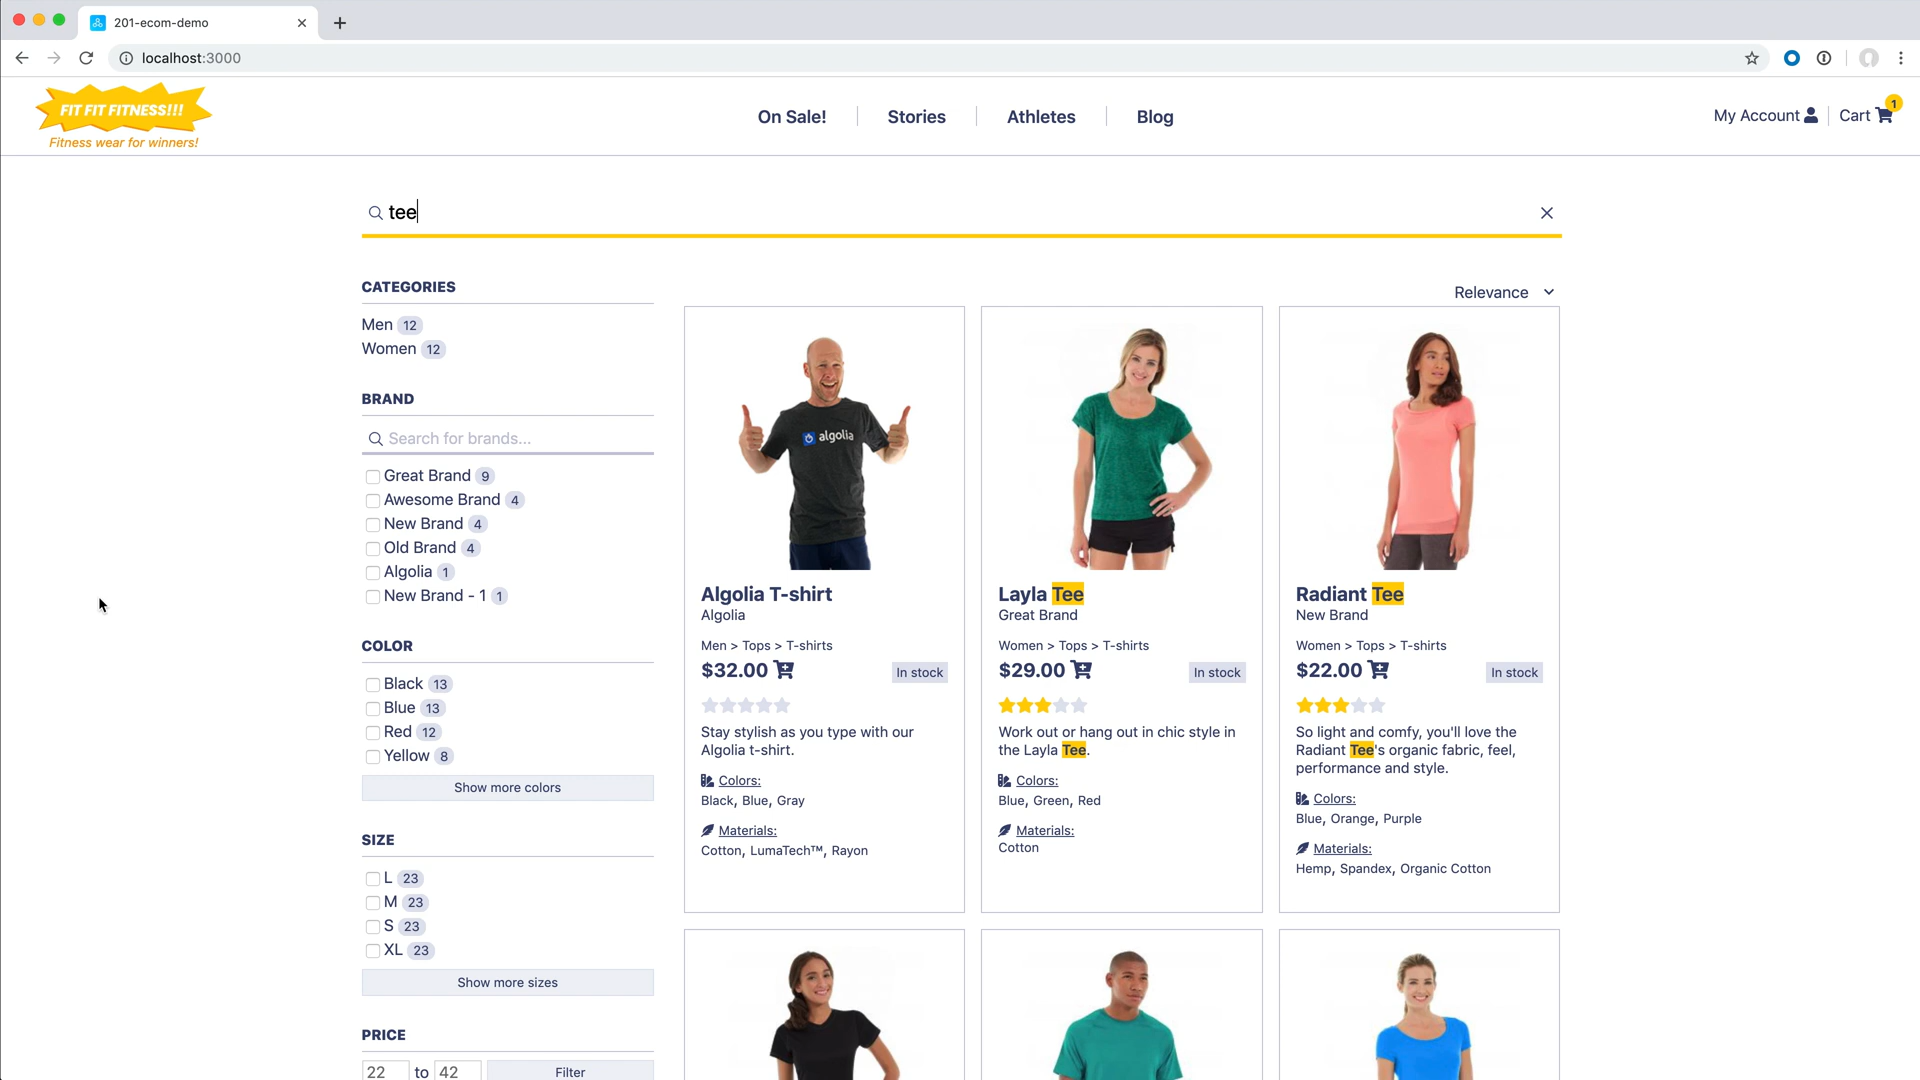 201-ecom-demo
localhost:3000
FIT FIT FITNESS!!!
Fitness wear for winners!
On Sale!
Stories
Athletes
Blog
My Account
Cart
1
tee
CATEGORIES
Men 12
Women 12
BRAND
Search for brands...
Great Brand 9
Awesome Brand 4
New Brand 4
Old Brand 4
Algolia 1
New Brand - 1 1
COLOR
Black 13
Blue 13
Red 12
Yellow 8
Show more colors
SIZE
L 23
M 23
S 23
XL 23
Show more sizes
PRICE
22 to 42 Filter
Relevance
algolia
Algolia T-shirt
Algolia
Men > Tops > T-shirts
$32.00 In stock
Stay stylish as you type with our
Algolia t-shirt.
Colors:
Black, Blue, Gray
Materials:
Cotton, LumaTech™, Rayon
Layla Tee
Great Brand
Women > Tops > T-shirts
$29.00 In stock
Work out or hang out in chic style in
the Layla Tee.
Colors:
Blue, Green, Red
Materials:
Cotton
Radiant Tee
New Brand
Women > Tops > T-shirts
$22.00 In stock
So light and comfy, you'll love the
Radiant Tee's organic fabric, feel,
performance and style.
Colors:
Blue, Orange, Purple
Materials:
Hemp, Spandex, Organic Cotton